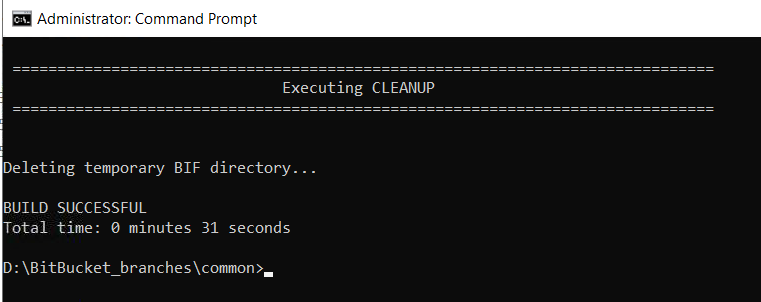 Administrator: Command Prompt
==============================================================================
Executing CLEANUP
==============================================================================
Deleting temporary BIF directory...
BUILD SUCCESSFUL
Total time: 0 minutes 31 seconds
D:\BitBucket_branches\common>